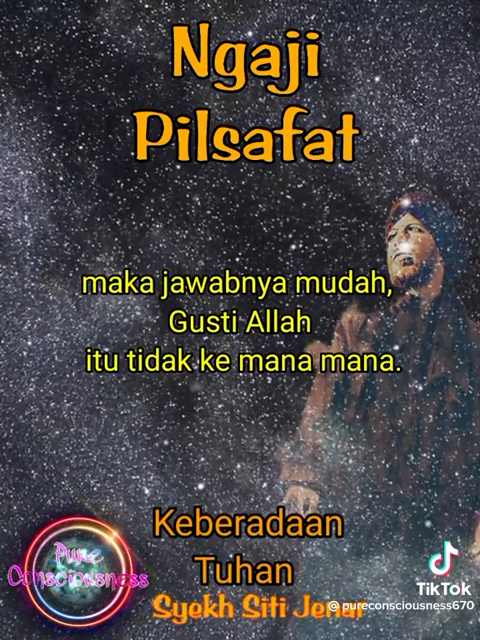 Ngaji
Pilsafat
maka jawabnya mudah,
Gusti Allah
itu tidak ke mana mana.
Keberadaan
Tuhan
Syekh Siti Jenar
Pure
Consciousness
TikTok
@pureconsciousness670